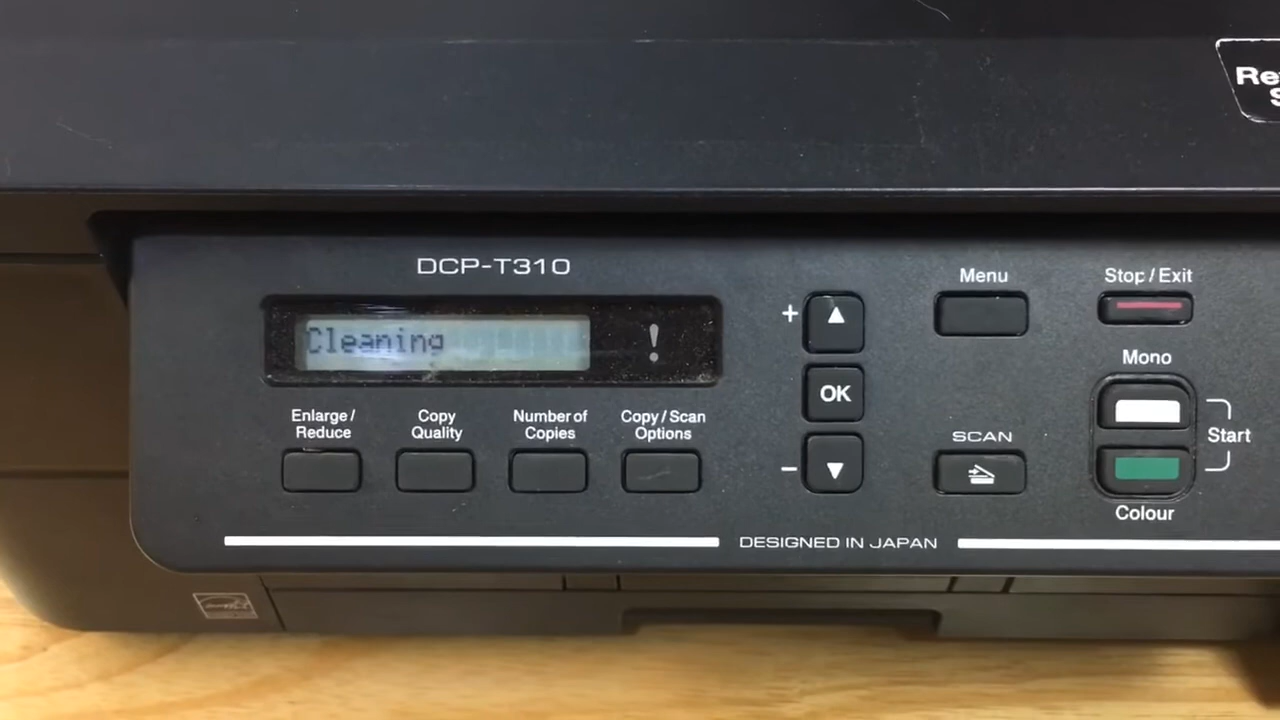 DCP-T310
Cleaning
!
Enlarge /
Reduce
Copy
Quality
Number of
Copies
Copy / Scan
Options
+
OK
−
Menu
SCAN
Stop / Exit
Mono
Start
Colour
DESIGNED IN JAPAN